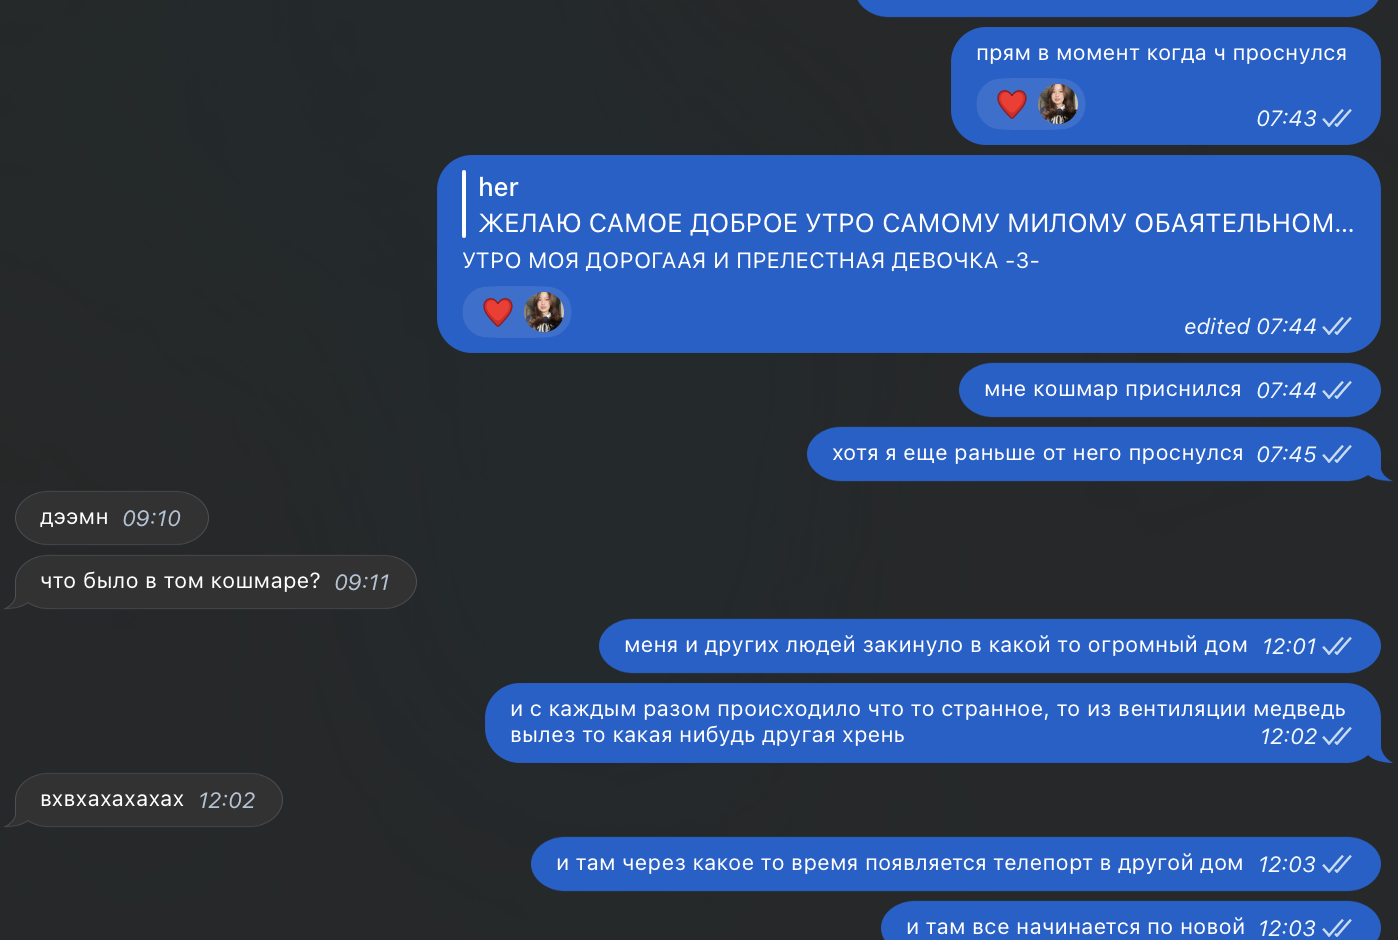 прям в момент когда ч проснулся
07:43
her
ЖЕЛАЮ САМОЕ ДОБРОЕ УТРО САМОМУ МИЛОМУ ОБАЯТЕЛЬНОМ...
УТРО МОЯ ДОРОГААЯ И ПРЕЛЕСТНАЯ ДЕВОЧКА -3-
edited 07:44
мне кошмар приснился 07:44
хотя я еще раньше от него проснулся 07:45
дээмн 09:10
что было в том кошмаре? 09:11
меня и других людей закинуло в какой то огромный дом 12:01
и с каждым разом происходило что то странное, то из вентиляции медведь
вылез то какая нибудь другая хрень 12:02
вхвхахахахах 12:02
и там через какое то время появляется телепорт в другой дом 12:03
и там все начинается по новой 12:03